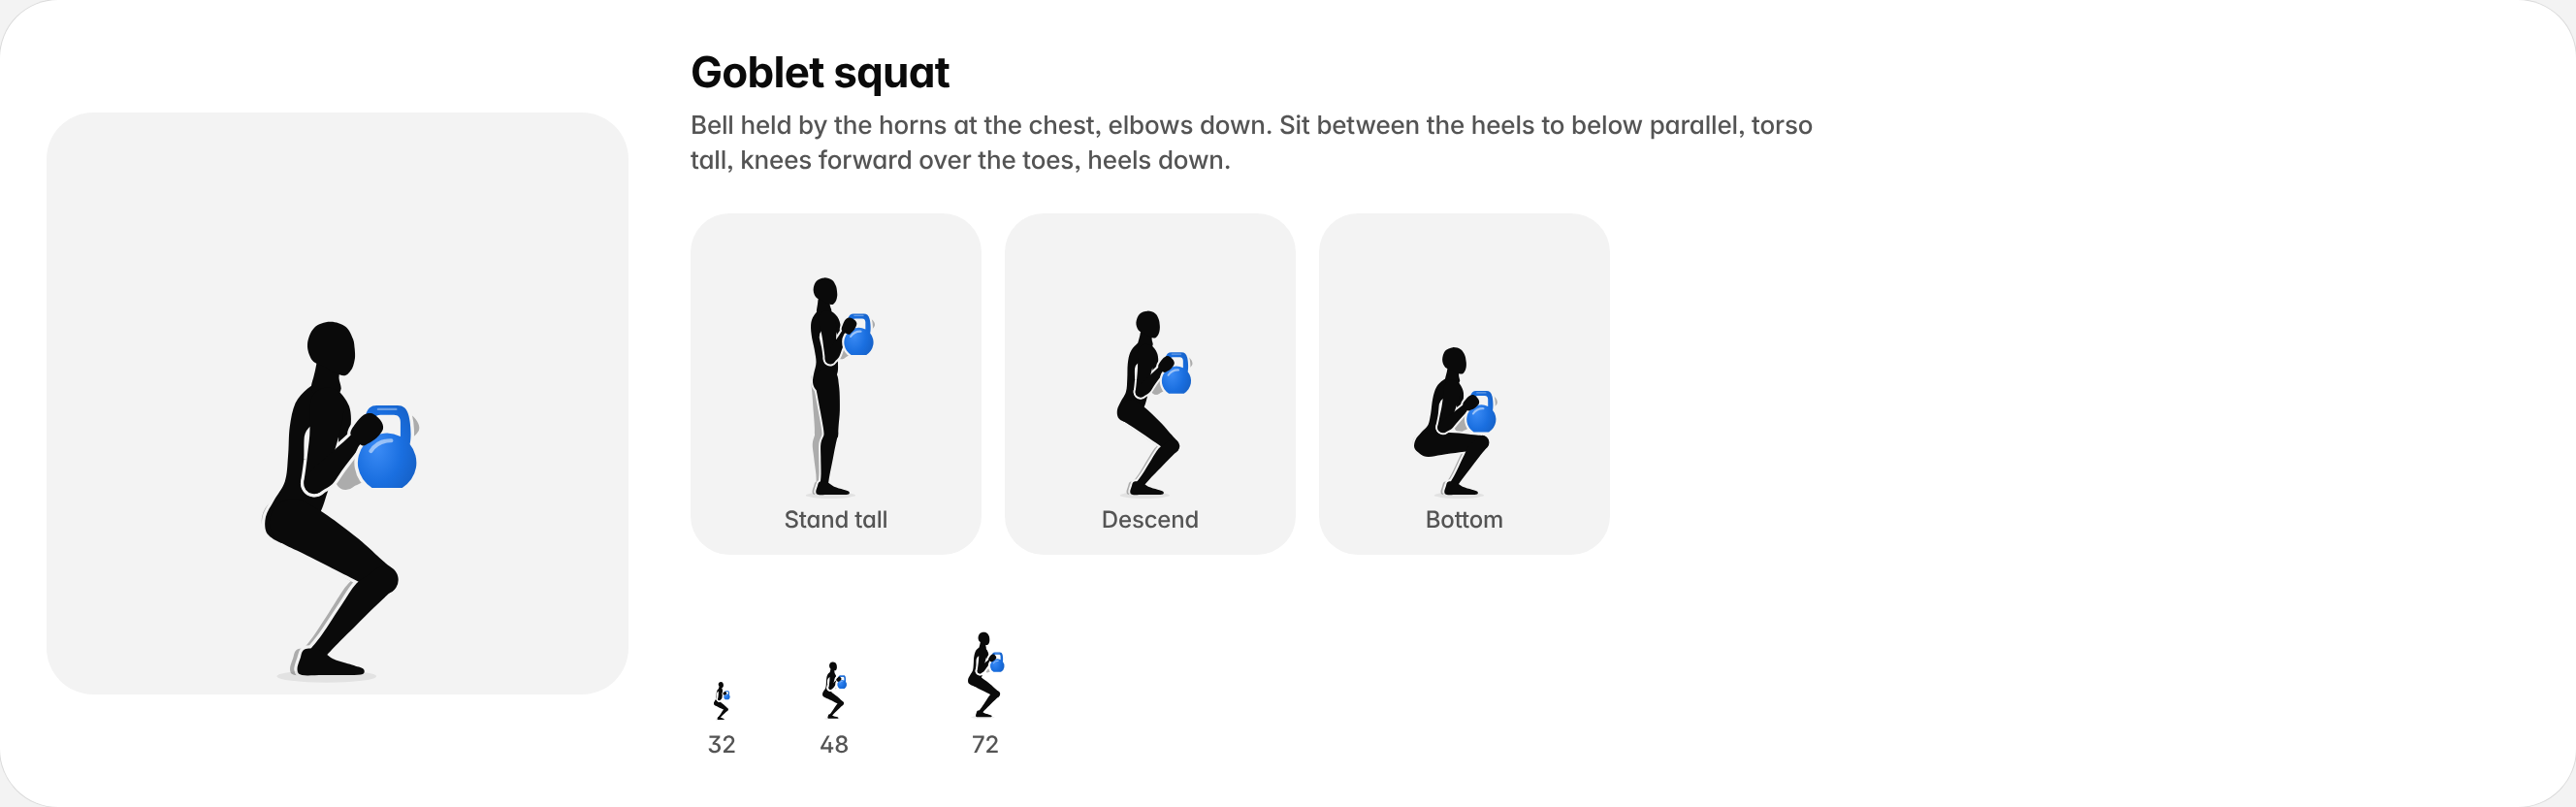 Goblet squat
Bell held by the horns at the chest, elbows down. Sit between the heels to below parallel, torso
tall, knees forward over the toes, heels down.
Stand tall
Descend
Bottom
32
48
72